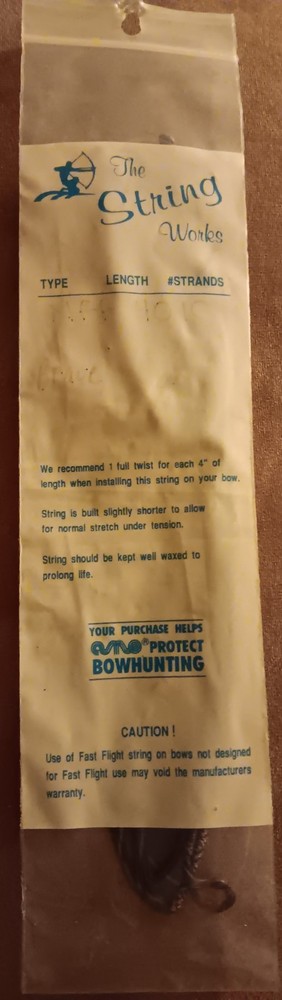 The
String
Works
TYPE LENGTH #STRANDS
We recommend 1 full twist for each 4" of
length when installing this string on your bow.
String is built slightly shorter to allow
for normal stretch under tension.
String should be kept well waxed to
prolong life.
YOUR PURCHASE HELPS
AMO® PROTECT
BOWHUNTING
CAUTION!
Use of Fast Flight string on bows not designed
for Fast Flight use may void the manufacturers
warranty.